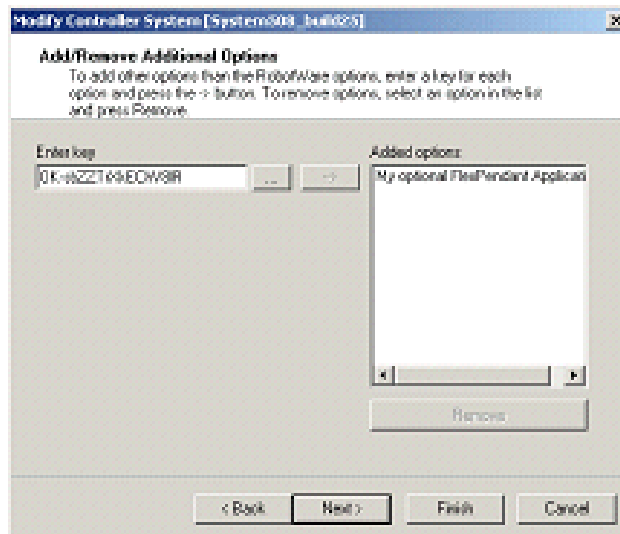 Modify Controller System [System508_build25]
Add/Remove Additional Options
To add other options than the RobotWare options, enter a key for each
option and press the -> button. To remove options, select an option in the list
and press Remove.
Enter key
Added options:
...
->
My optional FlexPendant Applicati
Remove
< Back
Next >
Finish
Cancel